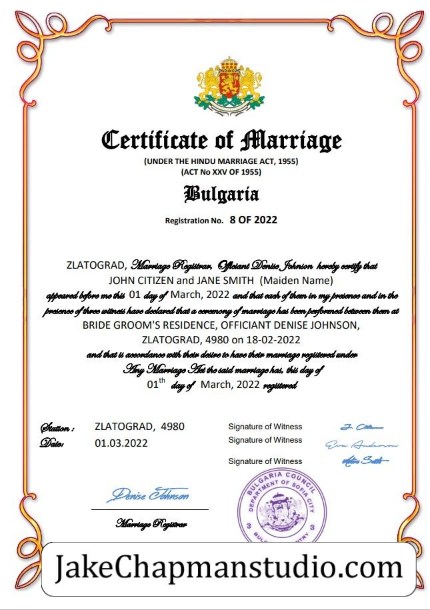 Certificate of Marriage
(UNDER THE HINDU MARRIAGE ACT, 1955)
(ACT No XXV OF 1955)
Bulgaria
Registration No. 8 OF 2022
ZLATOGRAD, Marriage Registrar, Officiant Denise Johnson hereby certify that
JOHN CITIZEN and JANE SMITH (Maiden Name)
appeared before me this 01 day of March, 2022 and that each of them in my presence and in the
presence of three witness have declared that a ceremony of marriage has been performed between them at
BRIDE GROOM'S RESIDENCE, OFFICIANT DENISE JOHNSON,
ZLATOGRAD, 4980 on 18-02-2022
and that is accordance with their desire to have their marriage registered under
Any Marriage Act the said marriage has, this day of
01th day of March, 2022 registered
Station : ZLATOGRAD, 4980 Signature of Witness
Date: 01.03.2022 Signature of Witness Eva Anderson
Signature of Witness
Denise Johnson
Marriage Registrar
BULGARIA COUNCIL
DEPARTMENT OF SOFIA CITY
3 3
JakeChapmanstudio.com